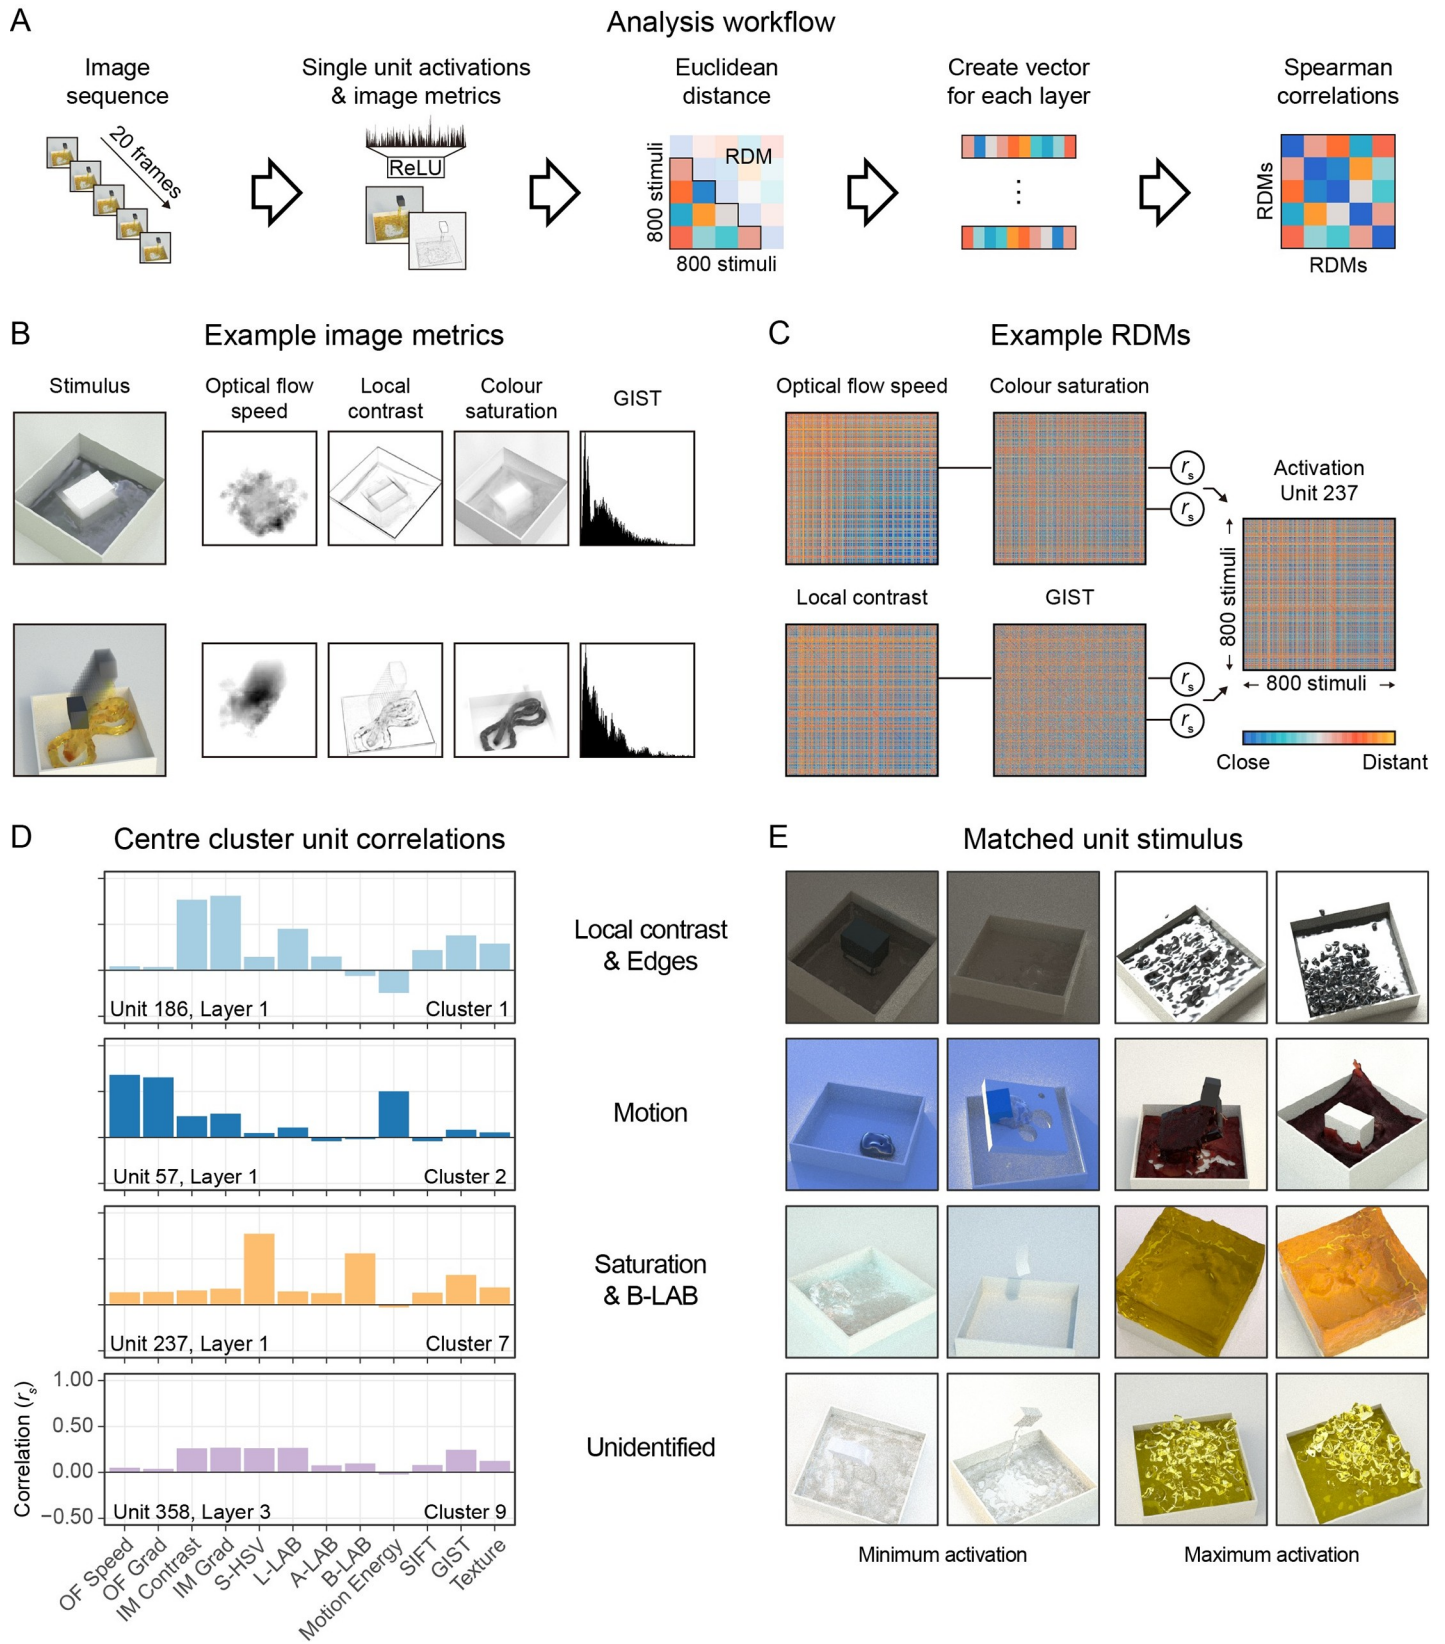 A
Analysis workflow
Image
sequence
20 frames
Single unit activations
& image metrics
ReLU
Euclidean
distance
RDM
800 stimuli
800 stimuli
Create vector
for each layer
Spearman
correlations
RDMs
RDMs
B
Example image metrics
Stimulus
Optical flow
speed
Local
contrast
Colour
saturation
GIST
C
Example RDMs
Optical flow speed
Colour saturation
Local contrast
GIST
rs
rs
rs
rs
Activation
Unit 237
800 stimuli
800 stimuli
Close
Distant
D
Centre cluster unit correlations
Unit 186, Layer 1
Cluster 1
Local contrast
& Edges
Unit 57, Layer 1
Cluster 2
Motion
Unit 237, Layer 1
Cluster 7
Saturation
& B-LAB
Correlation (rs)
1.00
0.50
0.00
−0.50
Unit 358, Layer 3
Cluster 9
Unidentified
OF Speed
OF Grad
IM Contrast
IM Grad
S-HSV
L-LAB
A-LAB
B-LAB
Motion Energy
SIFT
GIST
Texture
E
Matched unit stimulus
Minimum activation
Maximum activation